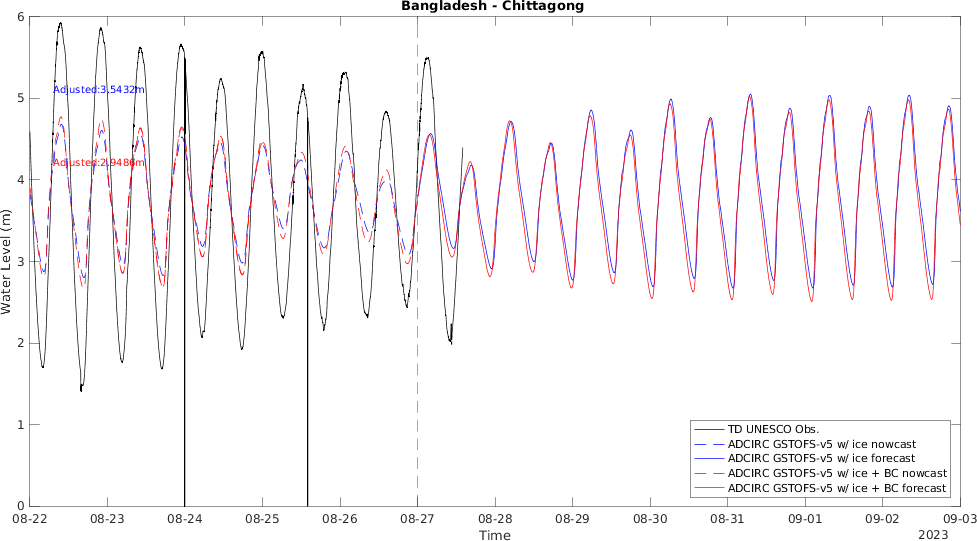 Bangladesh - Chittagong
6
5
4
3
2
1
0
Water Level (m)
Adjusted:3.5432m
Adjusted:2.9486m
TD UNESCO Obs.
ADCIRC GSTOFS-v5 w/ ice nowcast
ADCIRC GSTOFS-v5 w/ ice forecast
ADCIRC GSTOFS-v5 w/ ice + BC nowcast
ADCIRC GSTOFS-v5 w/ ice + BC forecast
08-22 08-23 08-24 08-25 08-26 08-27 08-28 08-29 08-30 08-31 09-01 09-02 09-03
Time 2023